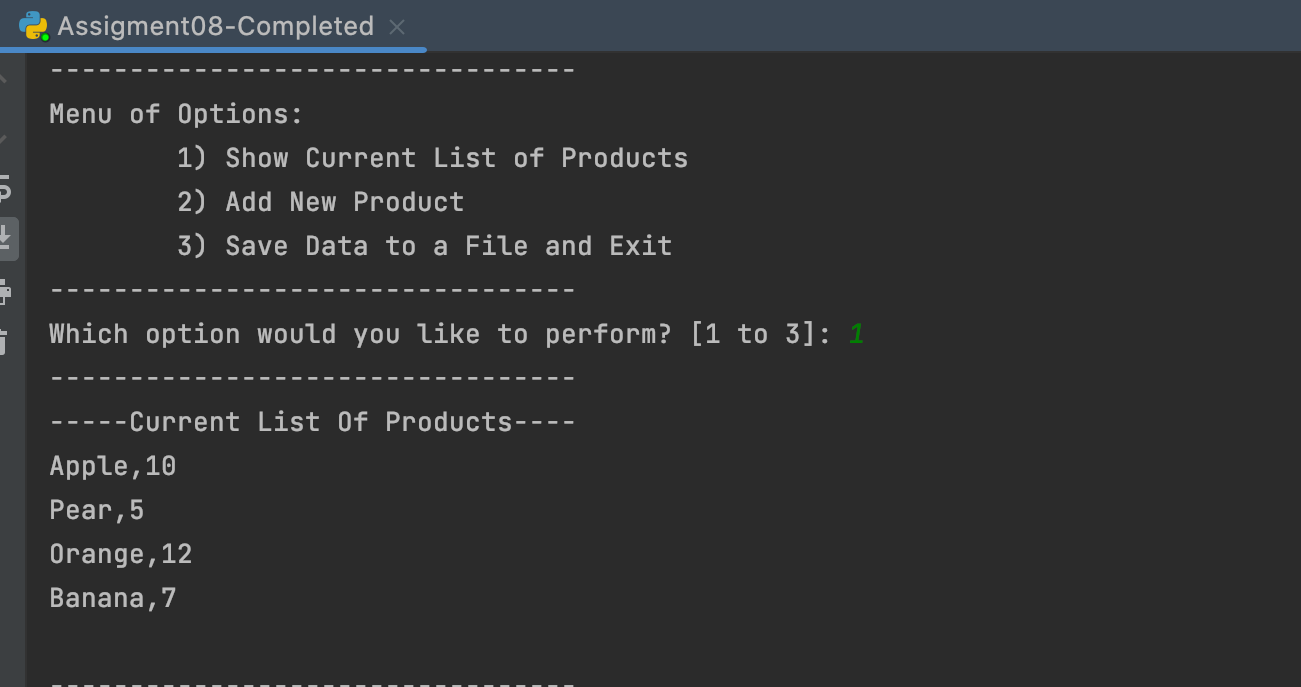 Assigment08-Completed
---------------------------------
Menu of Options:
        1) Show Current List of Products
        2) Add New Product
        3) Save Data to a File and Exit
---------------------------------
Which option would you like to perform? [1 to 3]: 1
---------------------------------
-----Current List Of Products----
Apple,10
Pear,5
Orange,12
Banana,7
---------------------------------